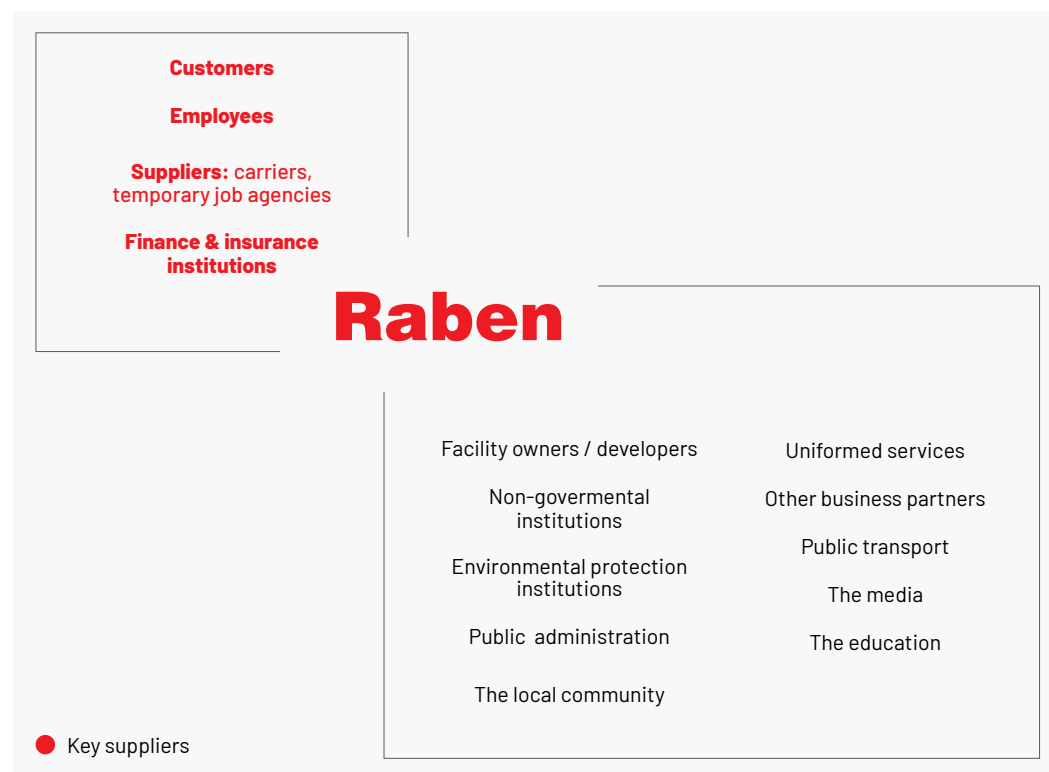 Customers
Employees
Suppliers: carriers,
temporary job agencies
Finance & insurance
institutions
Raben
Facility owners / developers
Non-govermental
institutions
Environmental protection
institutions
Public administration
The local community
Uniformed services
Other business partners
Public transport
The media
The education
Key suppliers